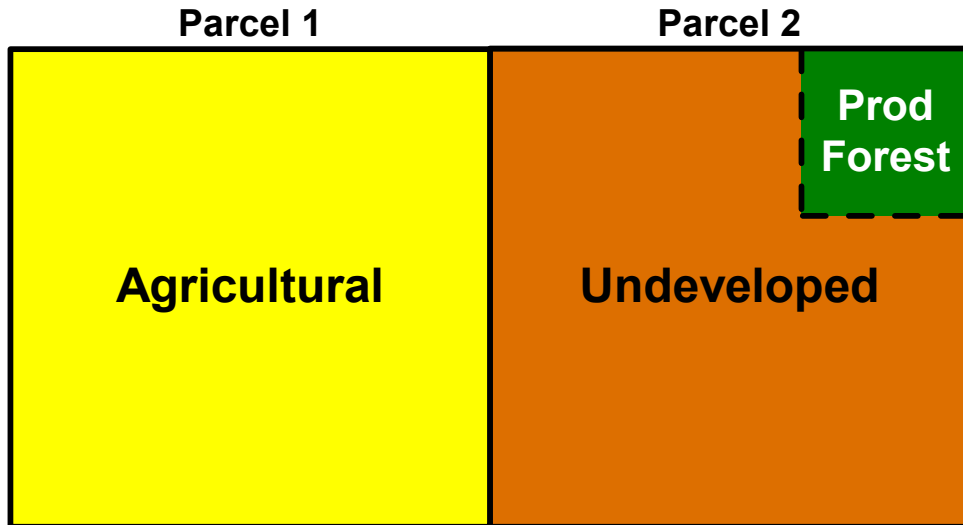 Parcel 1
Parcel 2
Prod
Forest
Agricultural
Undeveloped